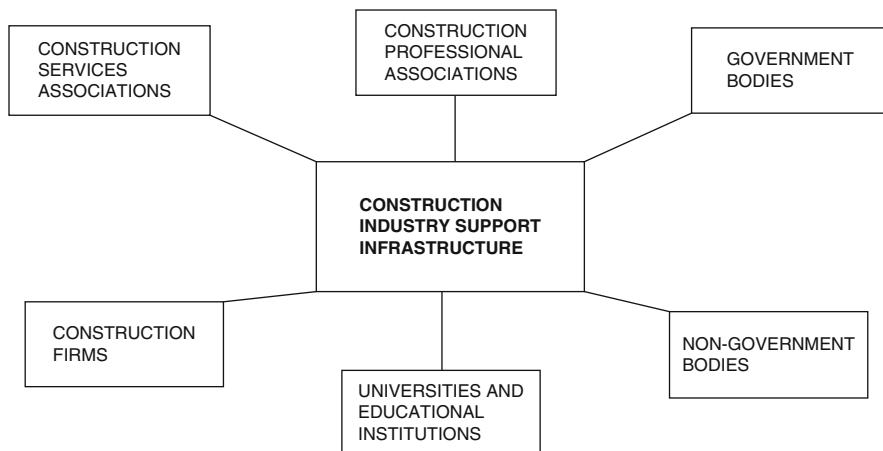 CONSTRUCTION
SERVICES
ASSOCIATIONS
CONSTRUCTION
PROFESSIONAL
ASSOCIATIONS
GOVERNMENT
BODIES
CONSTRUCTION
INDUSTRY SUPPORT
INFRASTRUCTURE
CONSTRUCTION
FIRMS
UNIVERSITIES AND
EDUCATIONAL
INSTITUTIONS
NON-GOVERNMENT
BODIES